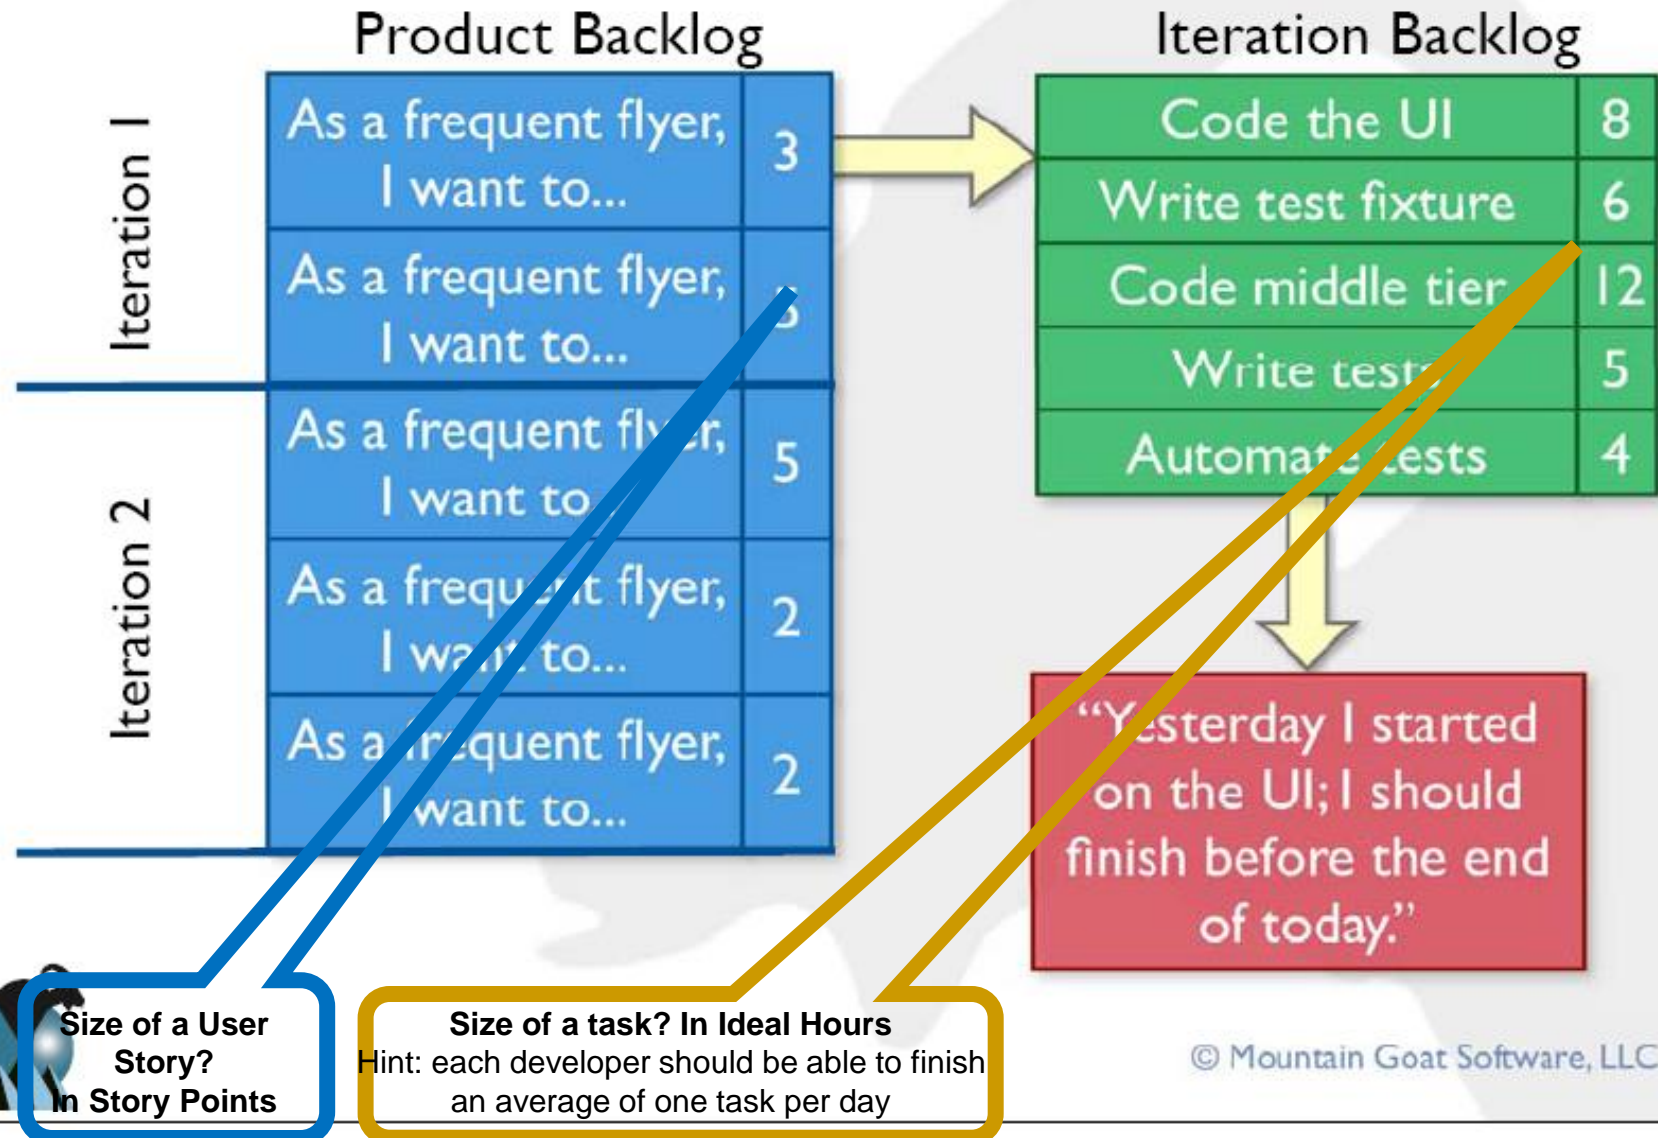 Product Backlog
Iteration Backlog
Iteration 1
As a frequent flyer,
I want to...
3
As a frequent flyer,
I want to...
Iteration 2
As a frequent flyer,
I want to
5
As a frequent flyer,
I want to...
2
As a frequent flyer,
I want to...
2
Code the UI 8
Write test fixture 6
Code middle tier 12
Write tests 5
Automate tests 4
“Yesterday I started
on the UI; I should
finish before the end
of today.”
Size of a User
Story?
In Story Points
Size of a task? In Ideal Hours
Hint: each developer should be able to finish
an average of one task per day
© Mountain Goat Software, LLC